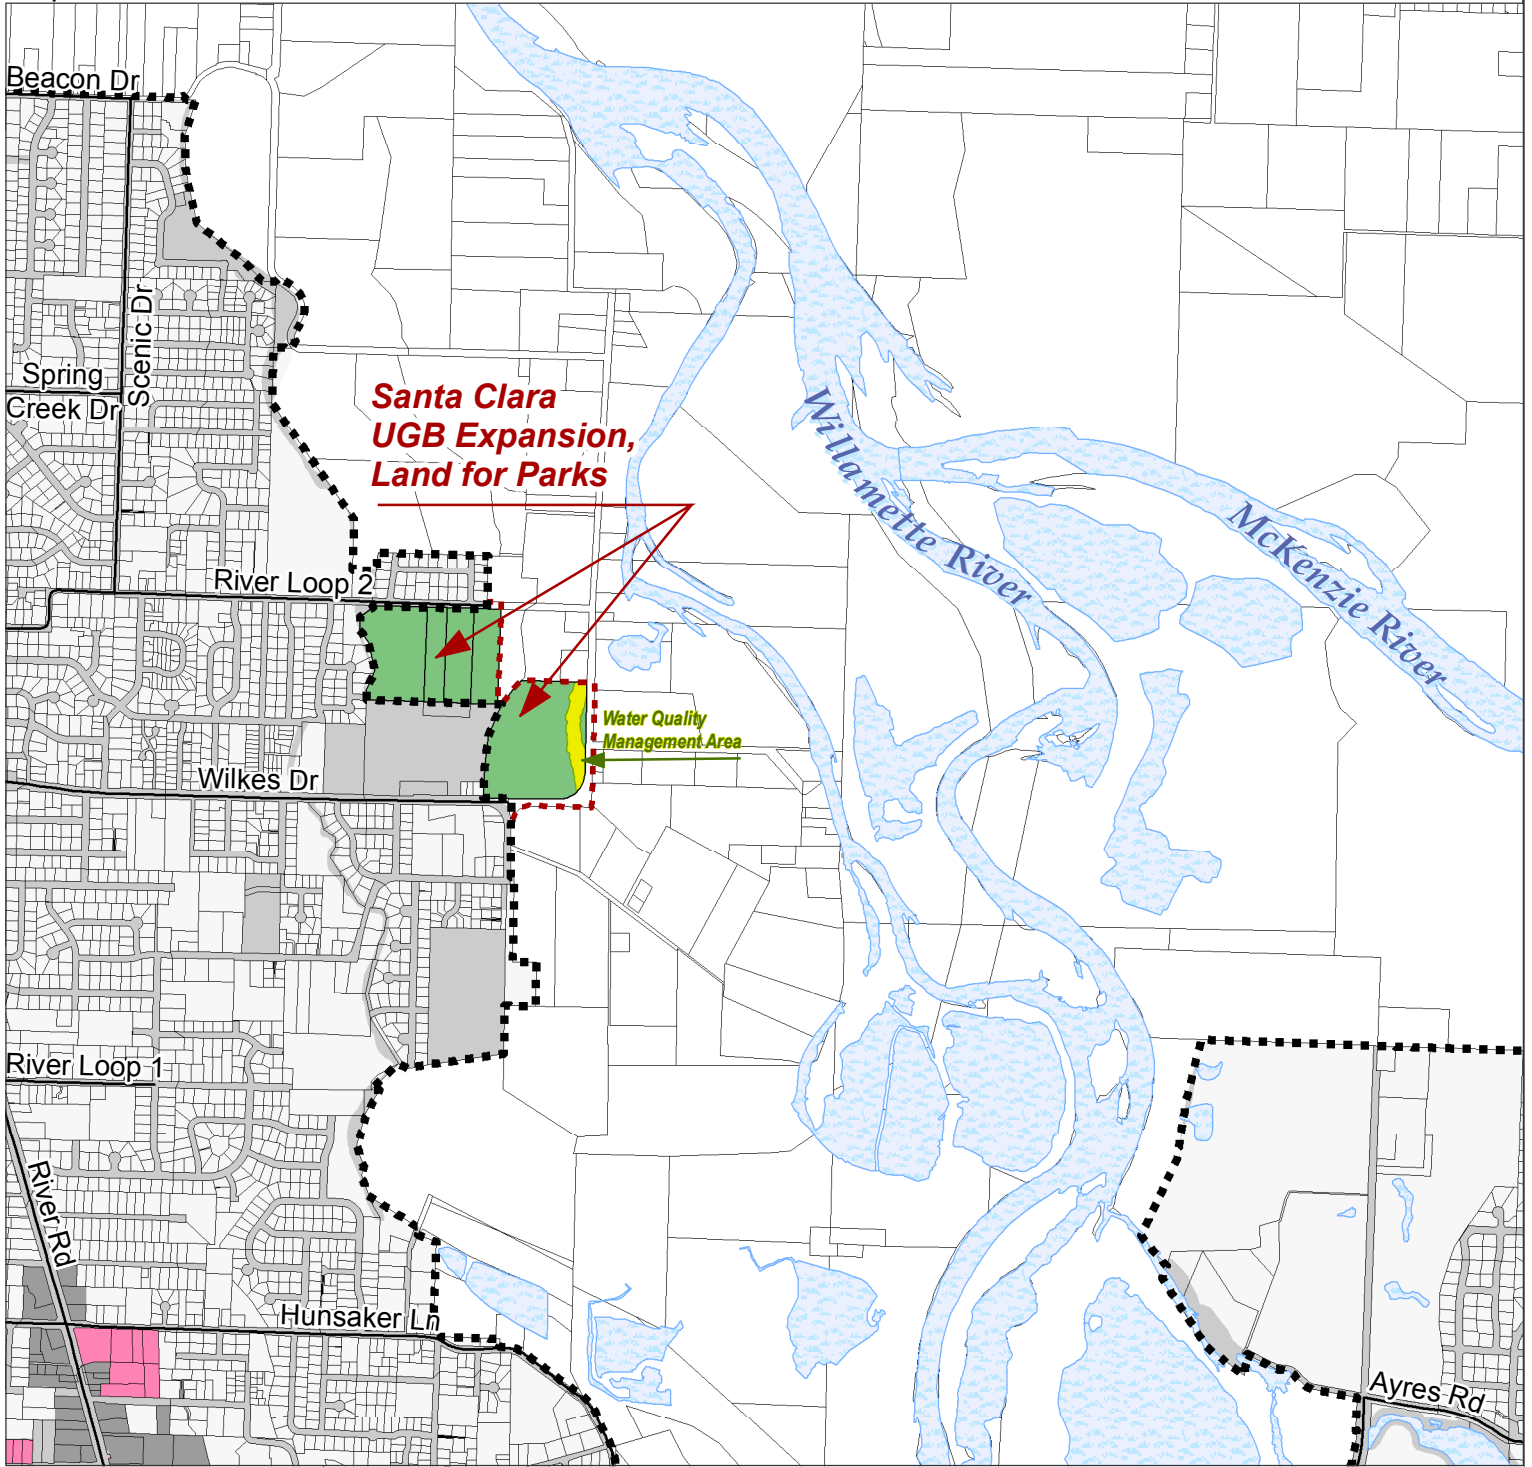 Beacon Dr
Scenic Dr
Spring
Creek Dr
Santa Clara
UGB Expansion,
Land for Parks
Willamette River
McKenzie River
River Loop 2
Water Quality
Management Area
Wilkes Dr
River Loop 1
River Rd
Hunsaker Ln
Ayres Rd